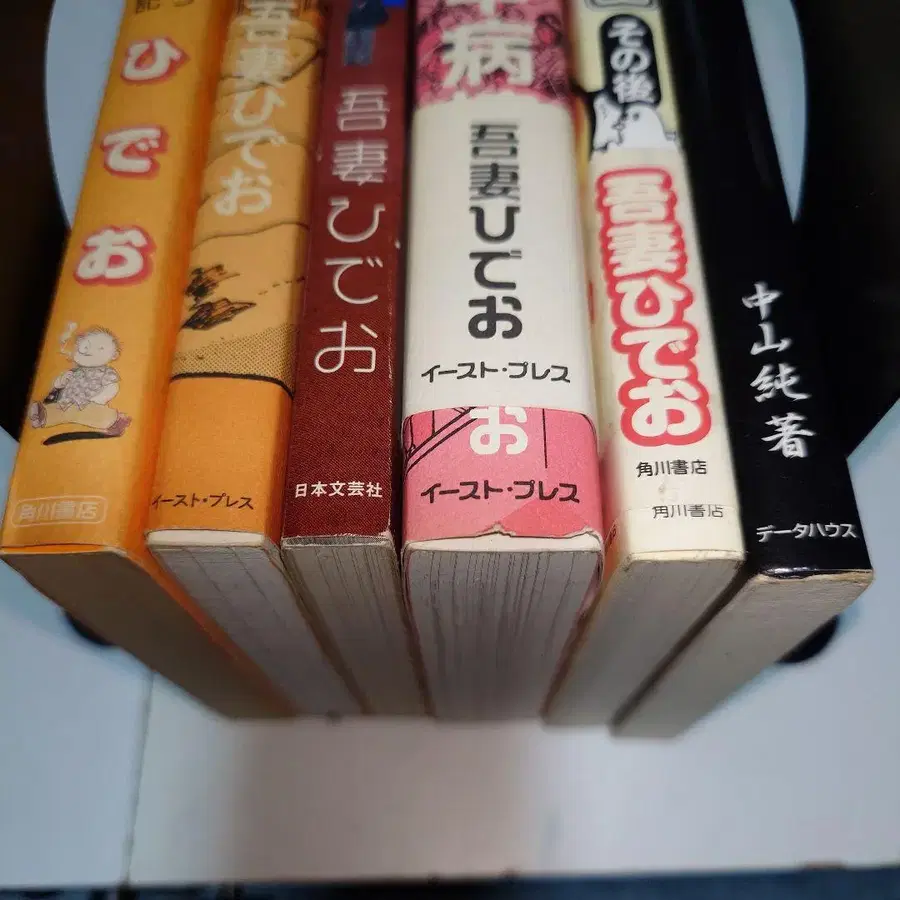 ひでお
角川書店
吾妻ひでお
イースト・プレス
吾妻ひでお
日本文芸社
病
吾妻ひでお
イースト・プレス
お
イースト・プレス
その後
吾妻ひでお
角川書店
角川書店
中山純著
データハウス